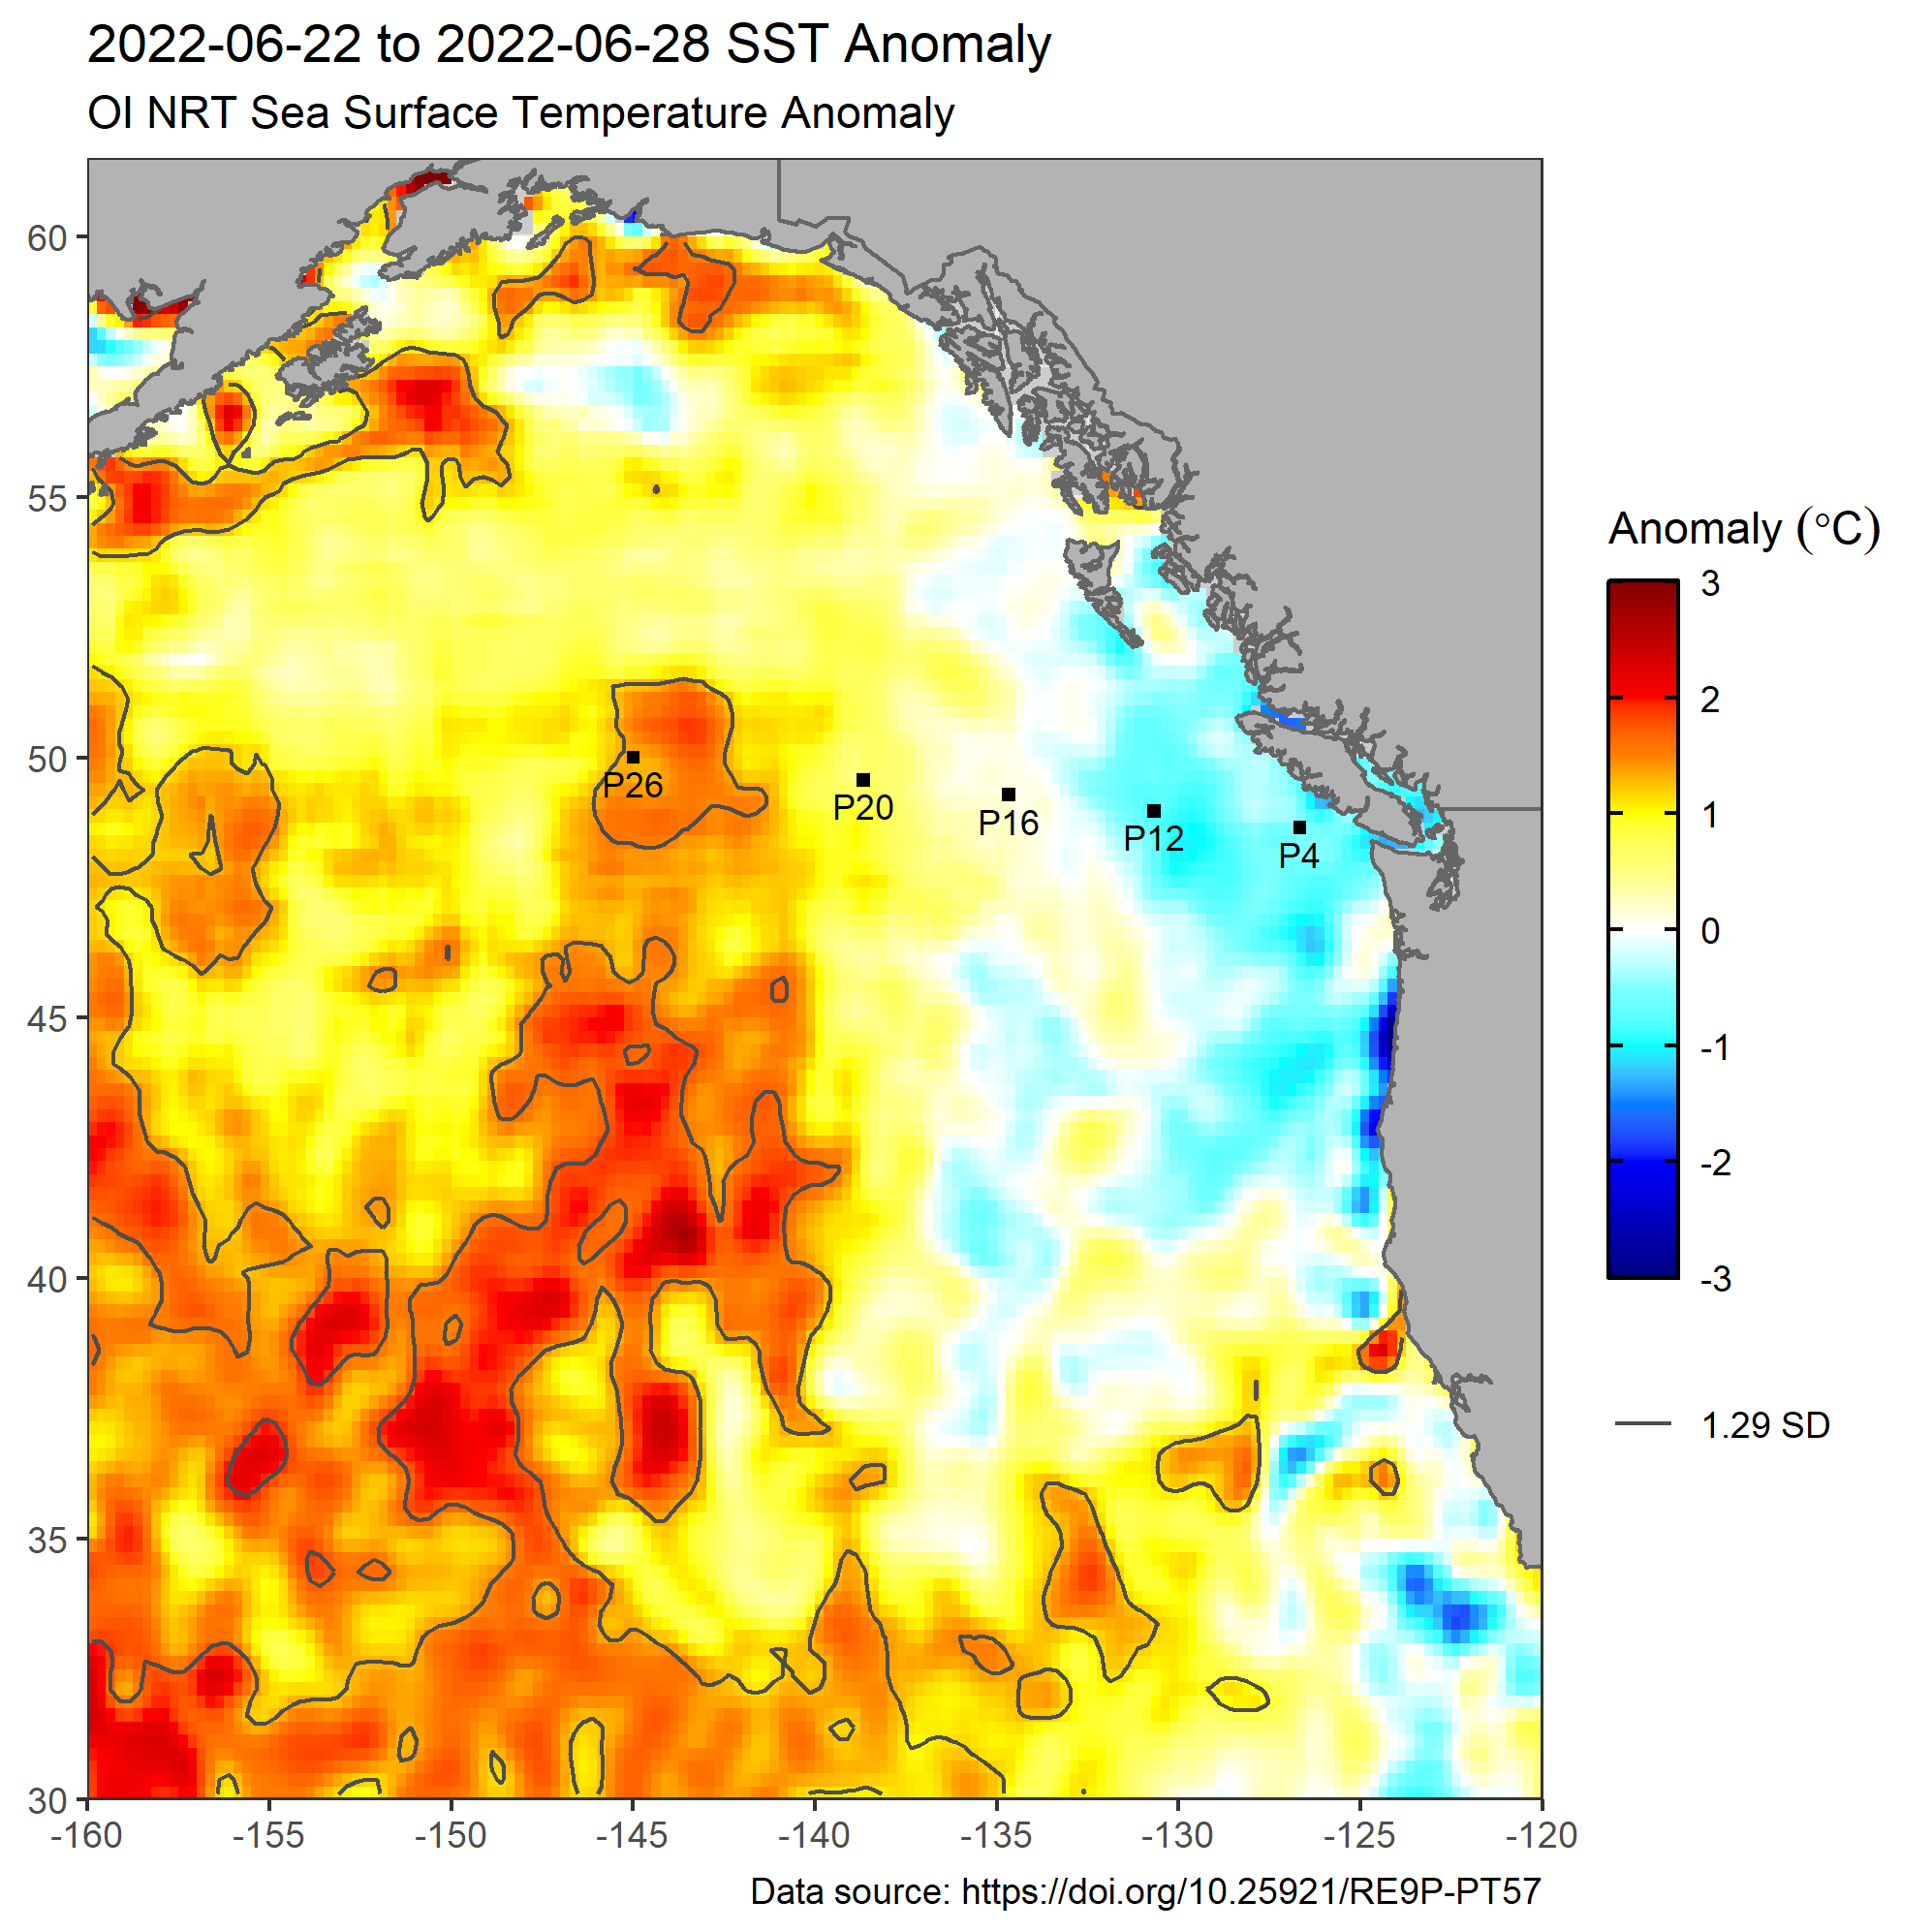 2022-06-22 to 2022-06-28 SST Anomaly
OI NRT Sea Surface Temperature Anomaly
60
55
50
45
40
35
30
-160
-155
-150
-145
-140
-135
-130
-125
-120
P26
P20
P16
P12
P4
Anomaly (°C)
3
2
1
0
-1
-2
-3
1.29 SD
Data source: https://doi.org/10.25921/RE9P-PT57